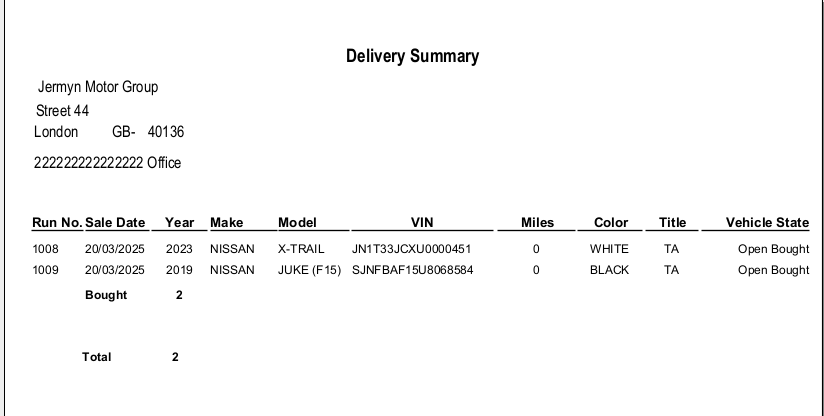 Delivery Summary
Jermyn Motor Group
Street 44
London GB- 40136
222222222222222 Office
Run No. Sale Date Year Make Model VIN Miles Color Title Vehicle State
1008 20/03/2025 2023 NISSAN X-TRAIL JN1T33JCXU0000451 0 WHITE TA Open Bought
1009 20/03/2025 2019 NISSAN JUKE (F15) SJNFBAF15U8068584 0 BLACK TA Open Bought
Bought 2
Total 2